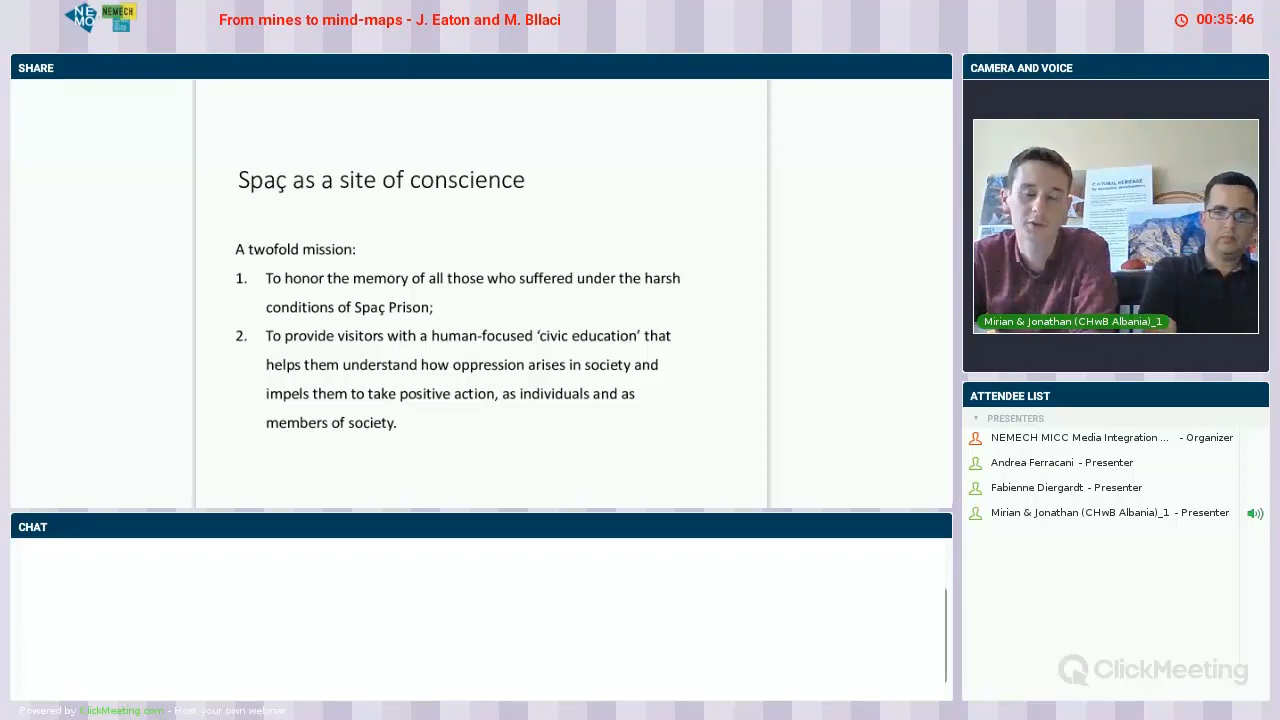 NE
MO
NEMECH
From mines to mind-maps - J. Eaton and M. Bllaci
00:35:46
SHARE
CAMERA AND VOICE
Spaç as a site of conscience
A twofold mission:
1. To honor the memory of all those who suffered under the harsh
conditions of Spaç Prison;
2. To provide visitors with a human-focused ‘civic education’ that
helps them understand how oppression arises in society and
impels them to take positive action, as individuals and as
members of society.
CULTURAL HERITAGE
Mirian & Jonathan (CHwB Albania)_1
ATTENDEE LIST
PRESENTERS
NEMECH MICC Media Integration ... - Organizer
Andrea Ferracani - Presenter
Fabienne Diergardt - Presenter
Mirian & Jonathan (CHwB Albania)_1 - Presenter
CHAT
ClickMeeting
Powered by ClickMeeting.com - Host your own webinar